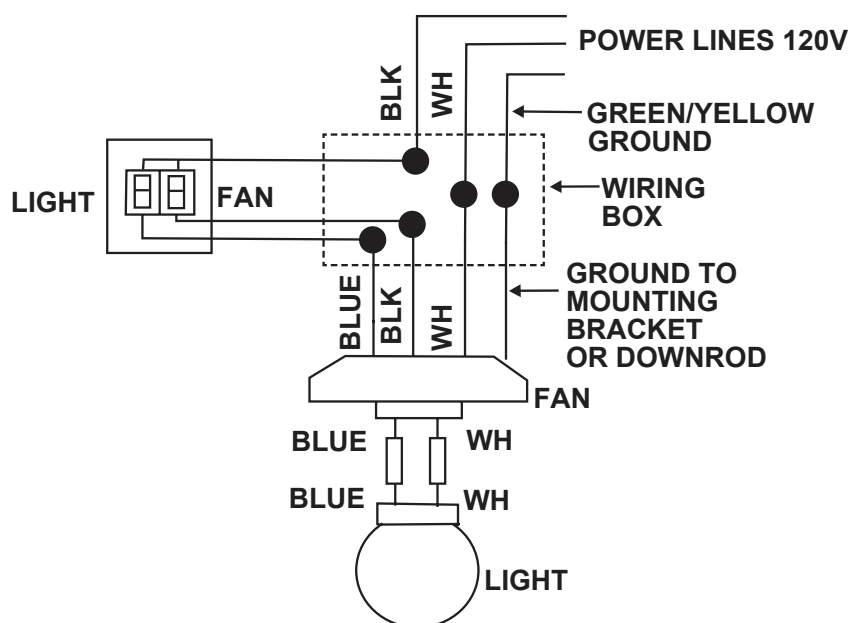 POWER LINES 120V
BLK
WH
GREEN/YELLOW
GROUND
LIGHT
FAN
WIRING
BOX
BLUE
BLK
WH
GROUND TO
MOUNTING
BRACKET
OR DOWNROD
FAN
BLUE
WH
BLUE
WH
LIGHT